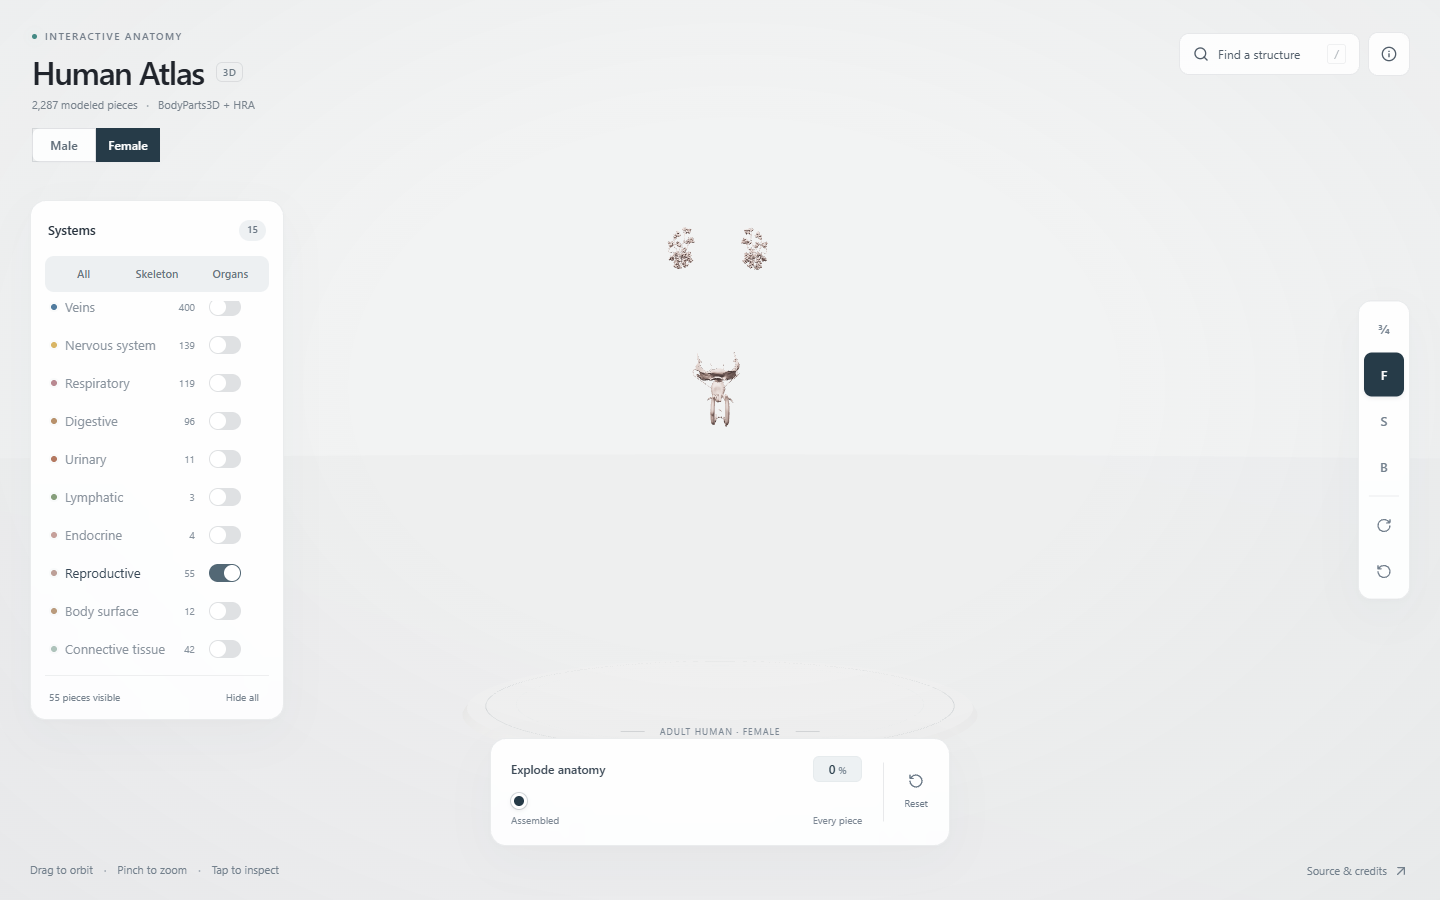 INTERACTIVE ANATOMY
Human Atlas 3D
2,287 modeled pieces · BodyParts3D + HRA
Male Female
Find a structure /
Systems 15
All Skeleton Organs
Veins 400
Nervous system 139
Respiratory 119
Digestive 96
Urinary 11
Lymphatic 3
Endocrine 4
Reproductive 55
Body surface 12
Connective tissue 42
55 pieces visible Hide all
¾
F
S
B
ADULT HUMAN · FEMALE
Explode anatomy 0 %
Assembled Every piece
Reset
Drag to orbit · Pinch to zoom · Tap to inspect
Source & credits